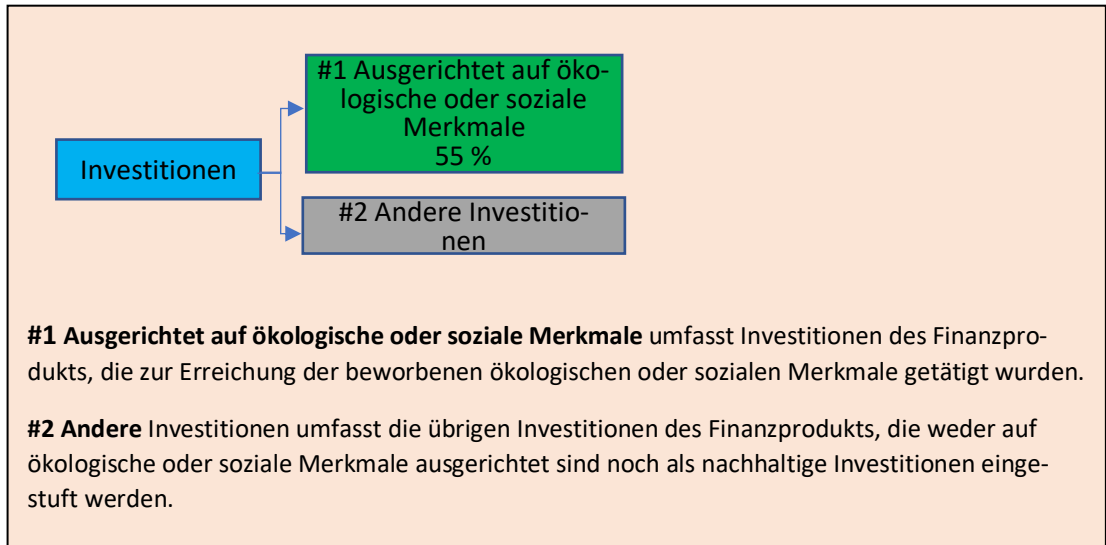 #1 Ausgerichtet auf öko-
logische oder soziale
Merkmale
55 %
Investitionen
#2 Andere Investitio-
nen
#1 Ausgerichtet auf ökologische oder soziale Merkmale umfasst Investitionen des Finanzpro-
dukts, die zur Erreichung der beworbenen ökologischen oder sozialen Merkmale getätigt wurden.
#2 Andere Investitionen umfasst die übrigen Investitionen des Finanzprodukts, die weder auf
ökologische oder soziale Merkmale ausgerichtet sind noch als nachhaltige Investitionen einge-
stuft werden.